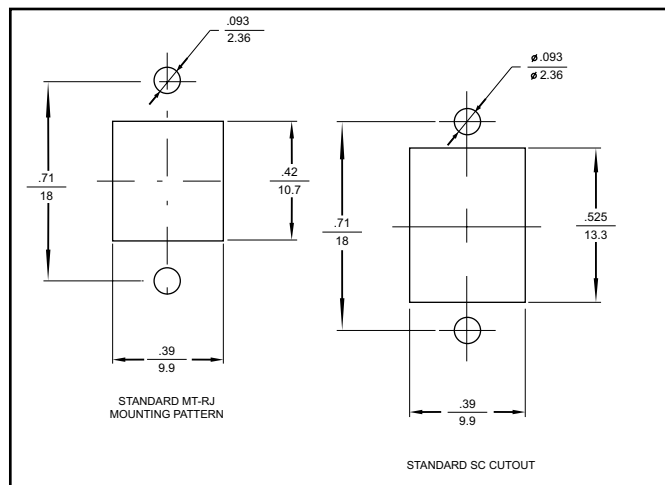 .093
2.36
.71
18
.42
10.7
.39
9.9
STANDARD MT-RJ
MOUNTING PATTERN
ø.093
ø2.36
.71
18
.525
13.3
.39
9.9
STANDARD SC CUTOUT